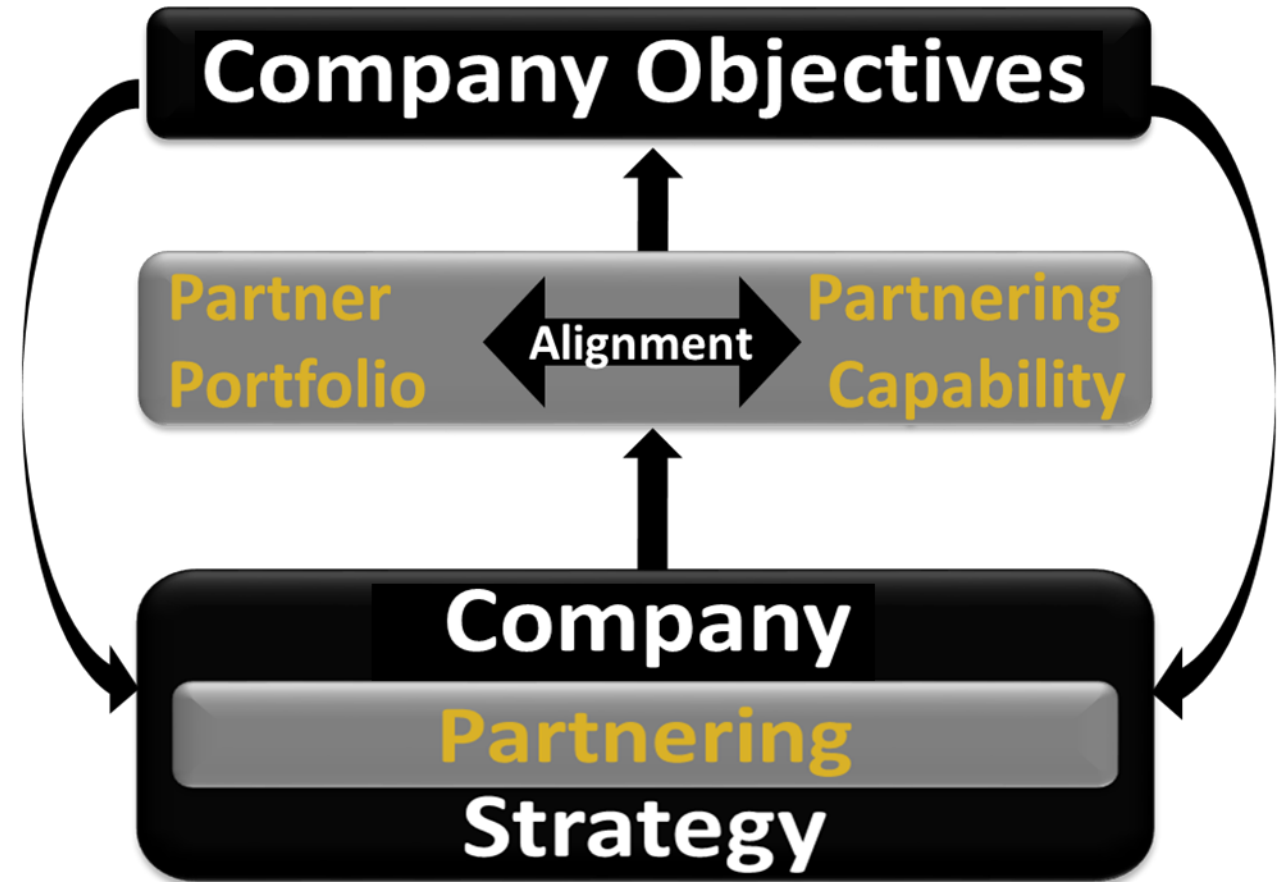 Company Objectives
Partner
Portfolio
Alignment
Partnering
Capability
Company
Partnering
Strategy